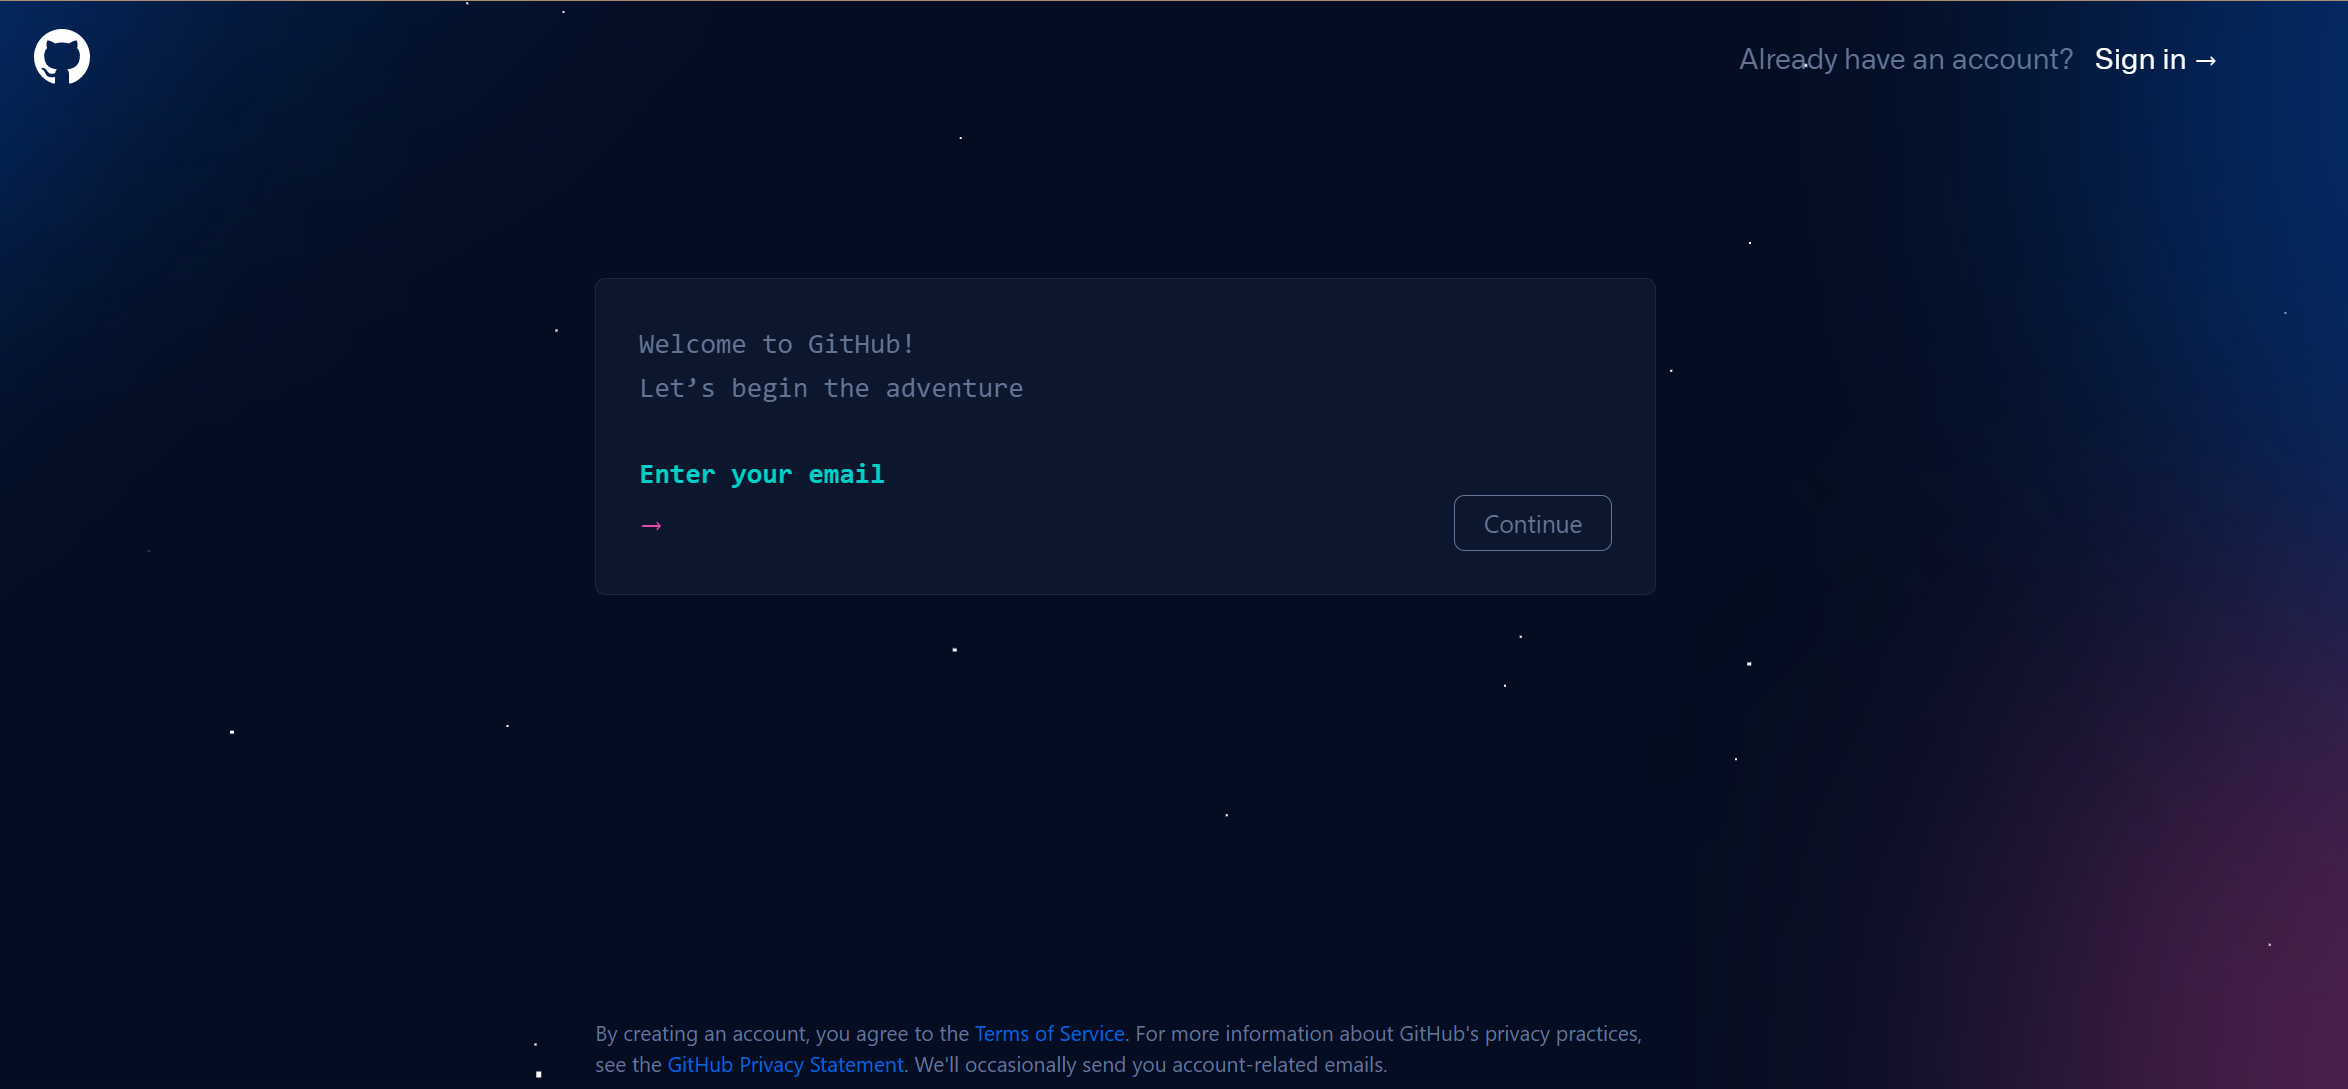 Already have an account? Sign in →
Welcome to GitHub!
Let’s begin the adventure
Enter your email
→
Continue
By creating an account, you agree to the Terms of Service. For more information about GitHub's privacy practices,
see the GitHub Privacy Statement. We'll occasionally send you account-related emails.